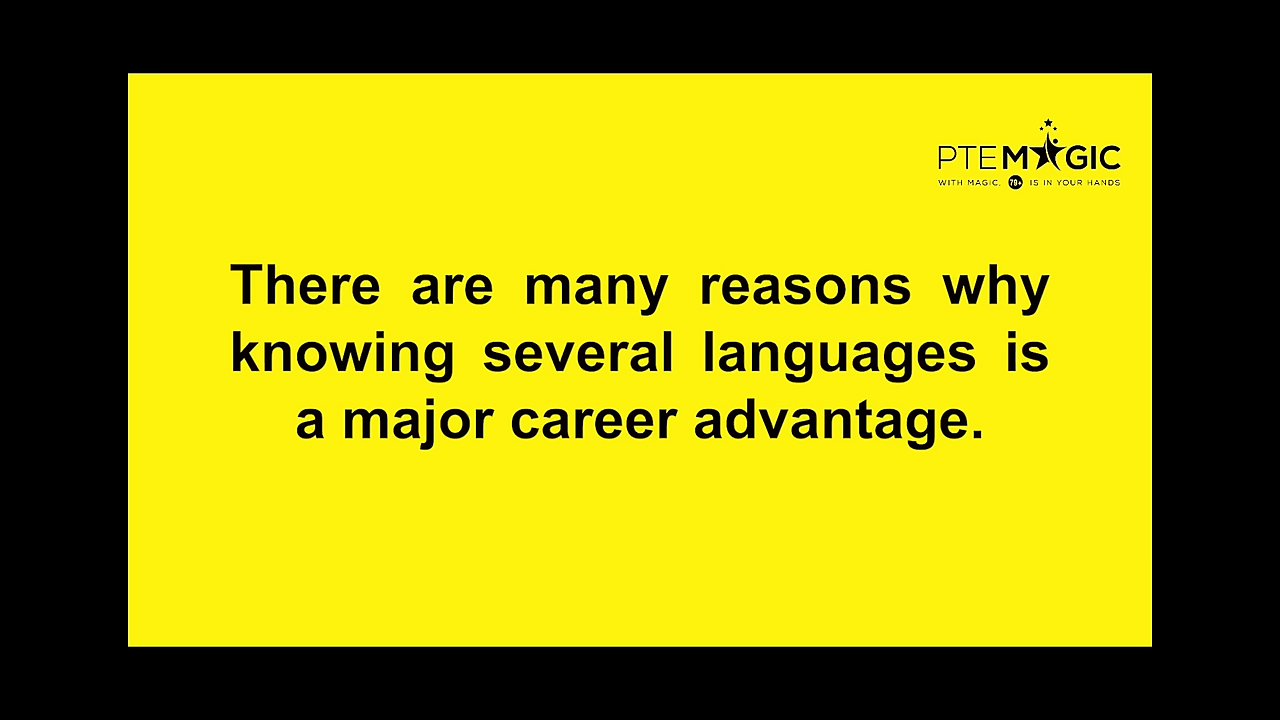 PTEMAGIC
WITH MAGIC, 79+ IS IN YOUR HANDS
There are many reasons why
knowing several languages is
a major career advantage.